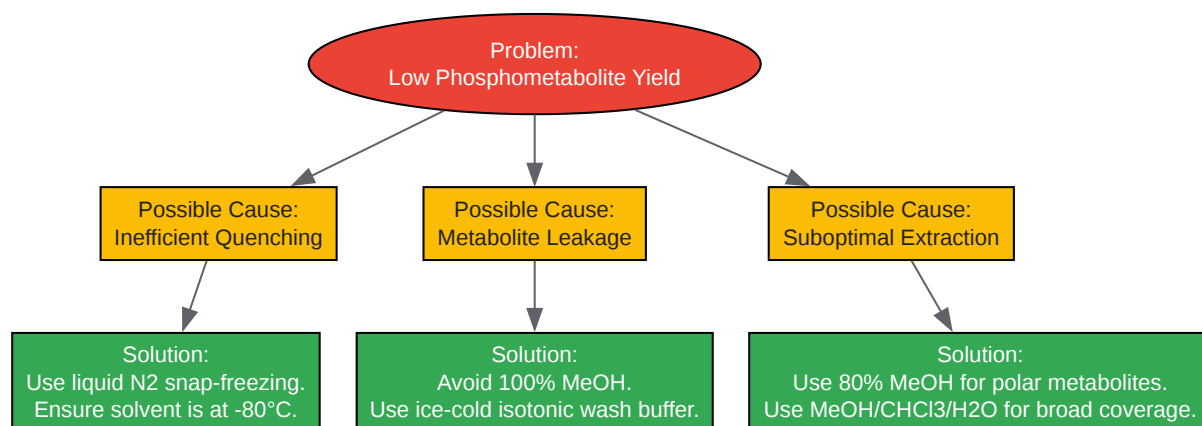 Problem:
Low Phosphometabolite Yield
Possible Cause:
Inefficient Quenching
Possible Cause:
Metabolite Leakage
Possible Cause:
Suboptimal Extraction
Solution:
Use liquid N2 snap-freezing.
Ensure solvent is at -80°C.
Solution:
Avoid 100% MeOH.
Use ice-cold isotonic wash buffer.
Solution:
Use 80% MeOH for polar metabolites.
Use MeOH/CHCl3/H2O for broad coverage.